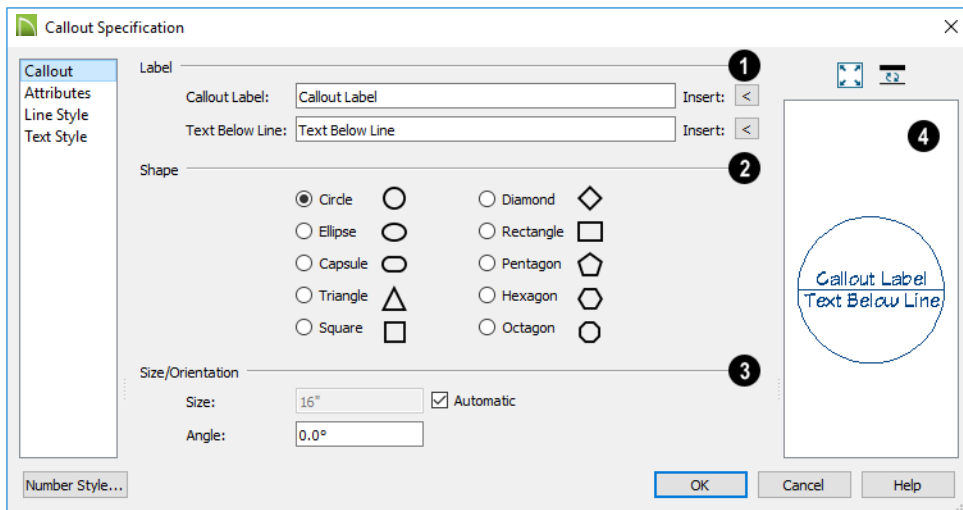 Callout Specification
Callout
Attributes
Line Style
Text Style
Label
1
Callout Label: Callout Label Insert: <
Text Below Line: Text Below Line Insert: <
Shape
2
Circle Diamond
Ellipse Rectangle
Capsule Pentagon
Triangle Hexagon
Square Octagon
Size/Orientation
3
Size: 16" Automatic
Angle: 0.0°
4
Callout Label
Text Below Line
Number Style... OK Cancel Help